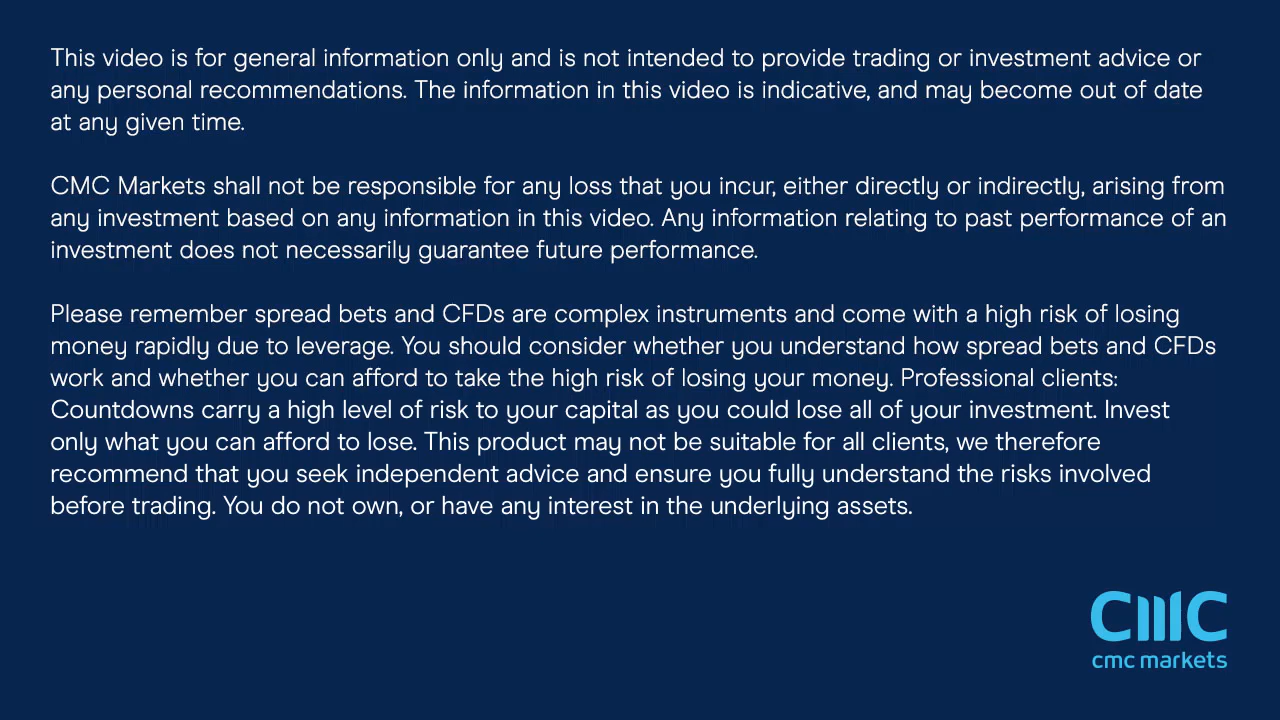 This video is for general information only and is not intended to provide trading or investment advice or
any personal recommendations. The information in this video is indicative, and may become out of date
at any given time.
CMC Markets shall not be responsible for any loss that you incur, either directly or indirectly, arising from
any investment based on any information in this video. Any information relating to past performance of an
investment does not necessarily guarantee future performance.
Please remember spread bets and CFDs are complex instruments and come with a high risk of losing
money rapidly due to leverage. You should consider whether you understand how spread bets and CFDs
work and whether you can afford to take the high risk of losing your money. Professional clients:
Countdowns carry a high level of risk to your capital as you could lose all of your investment. Invest
only what you can afford to lose. This product may not be suitable for all clients, we therefore
recommend that you seek independent advice and ensure you fully understand the risks involved
before trading. You do not own, or have any interest in the underlying assets.
CMC
cmc markets